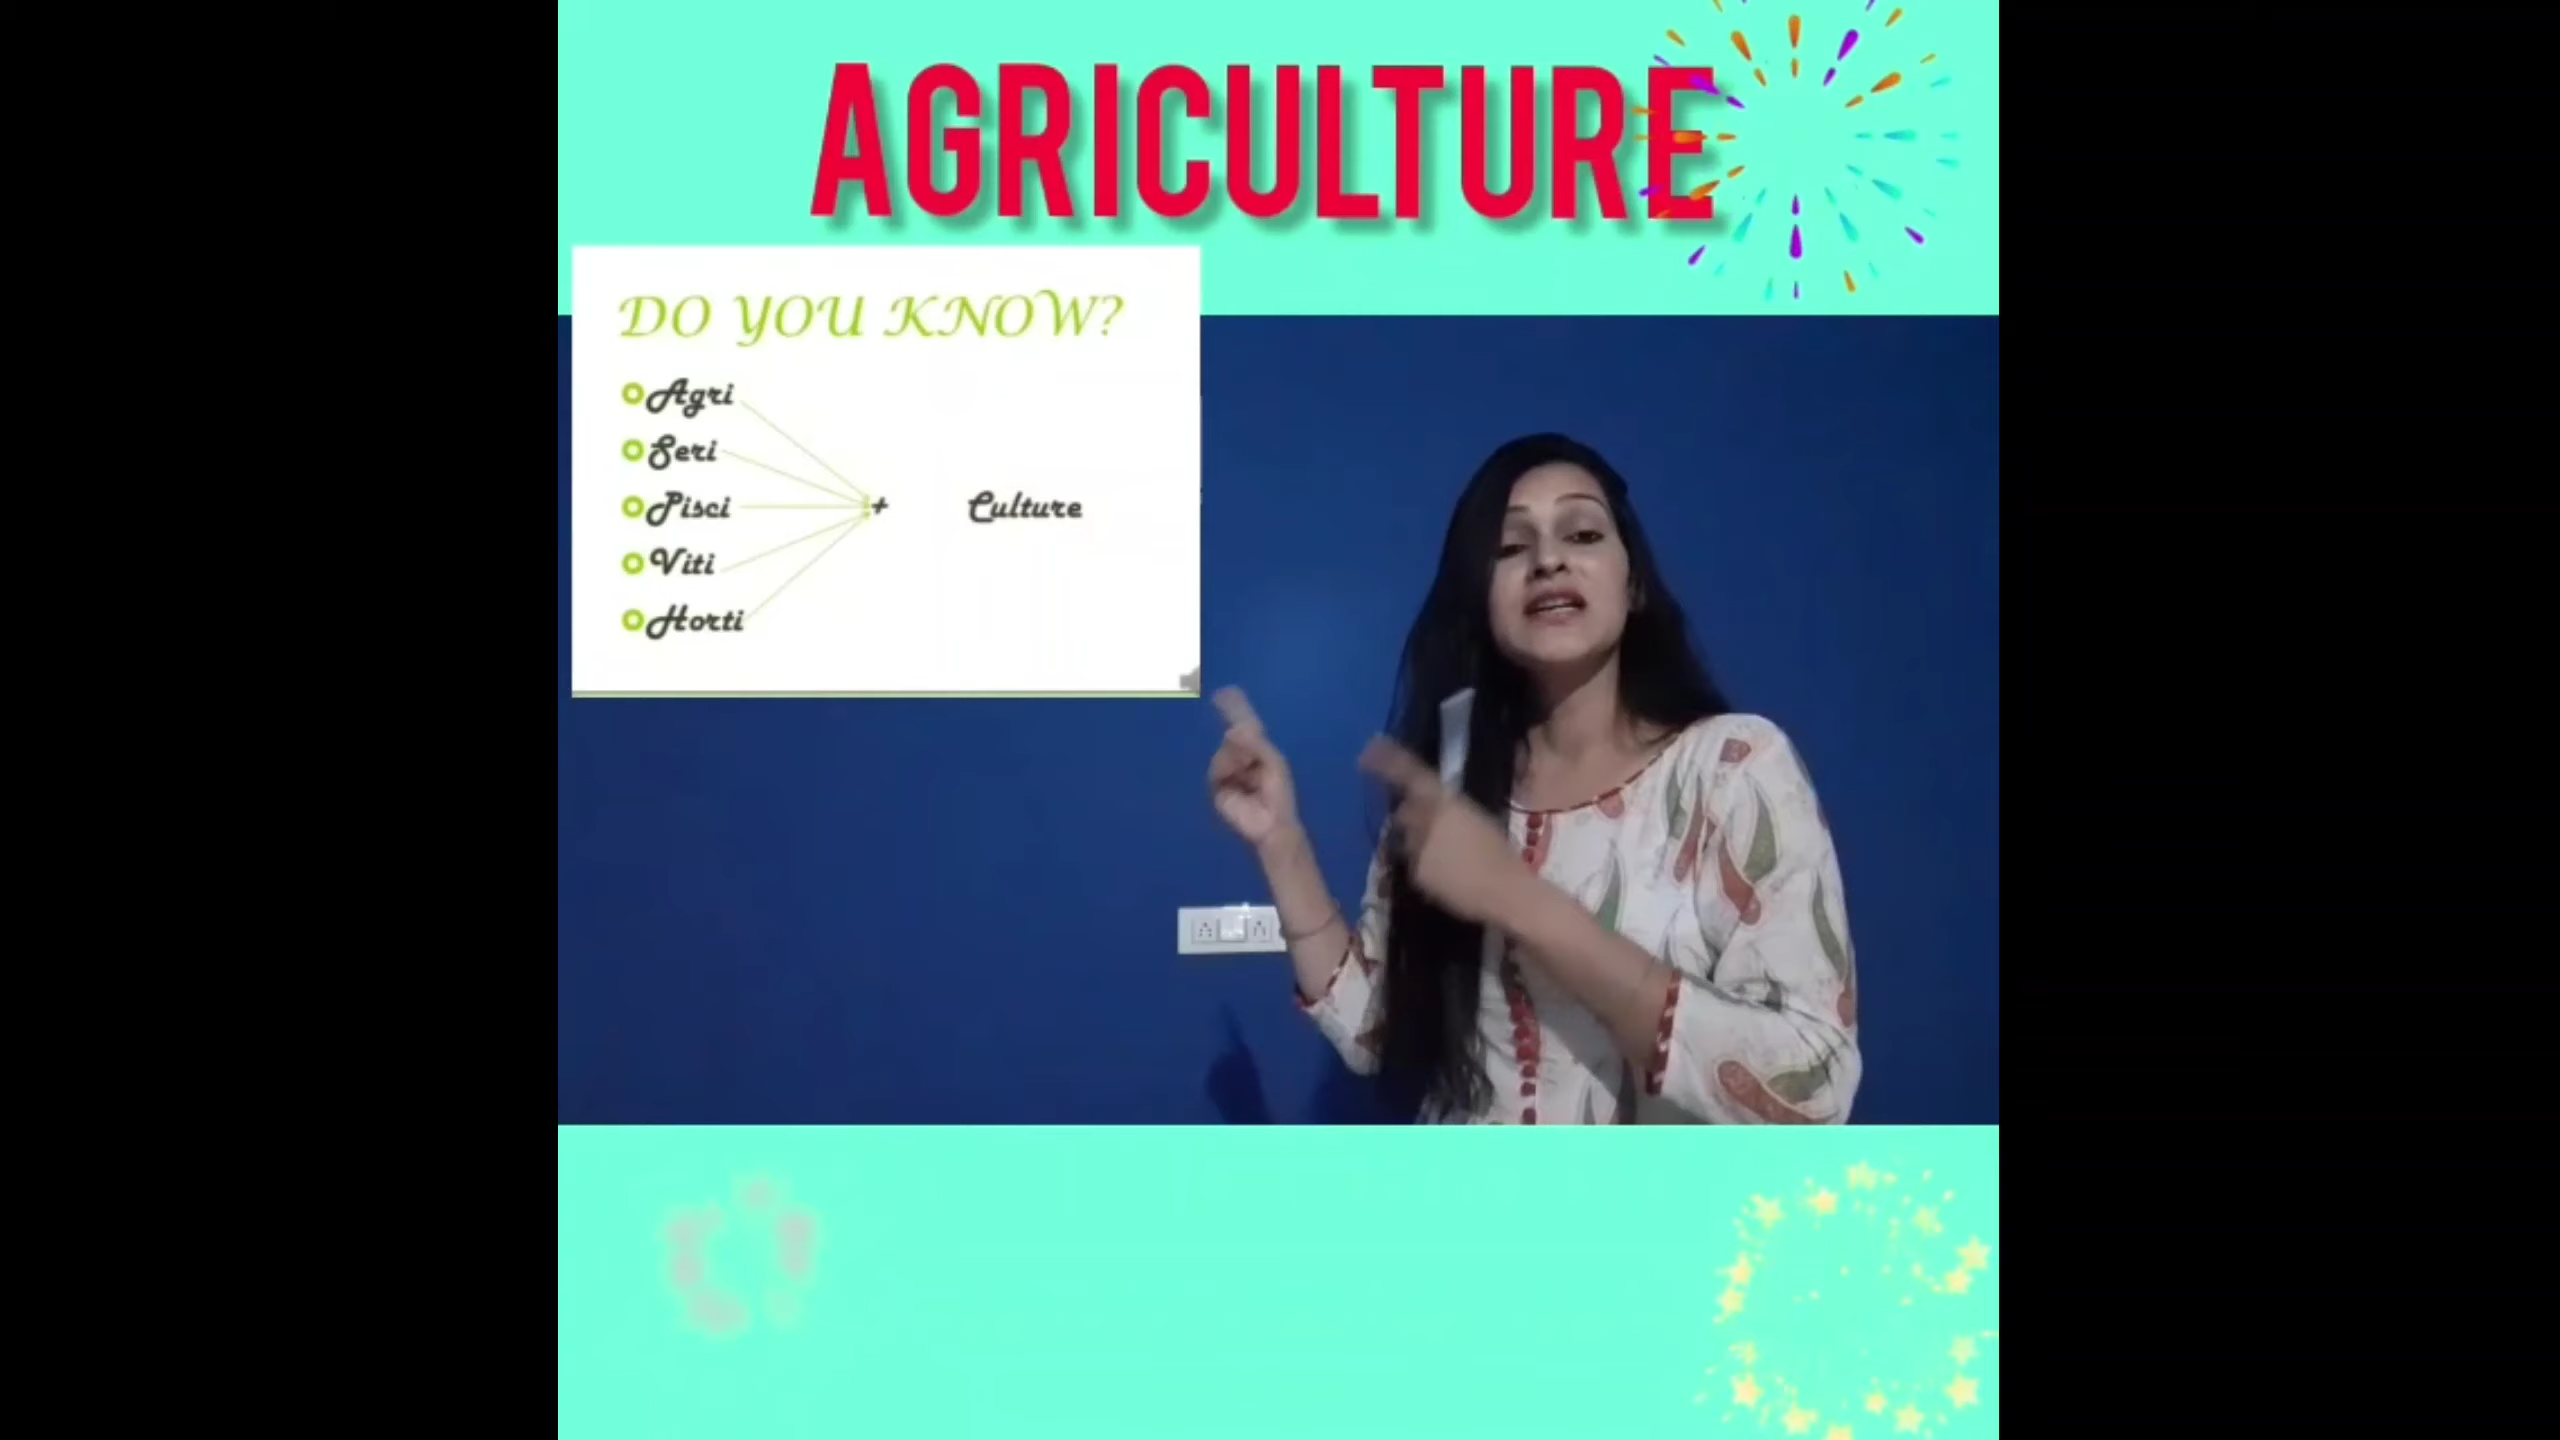 AGRICULTURE
DO YOU KNOW?
Agri
Seri
Pisci
Viti
Horti
+ Culture